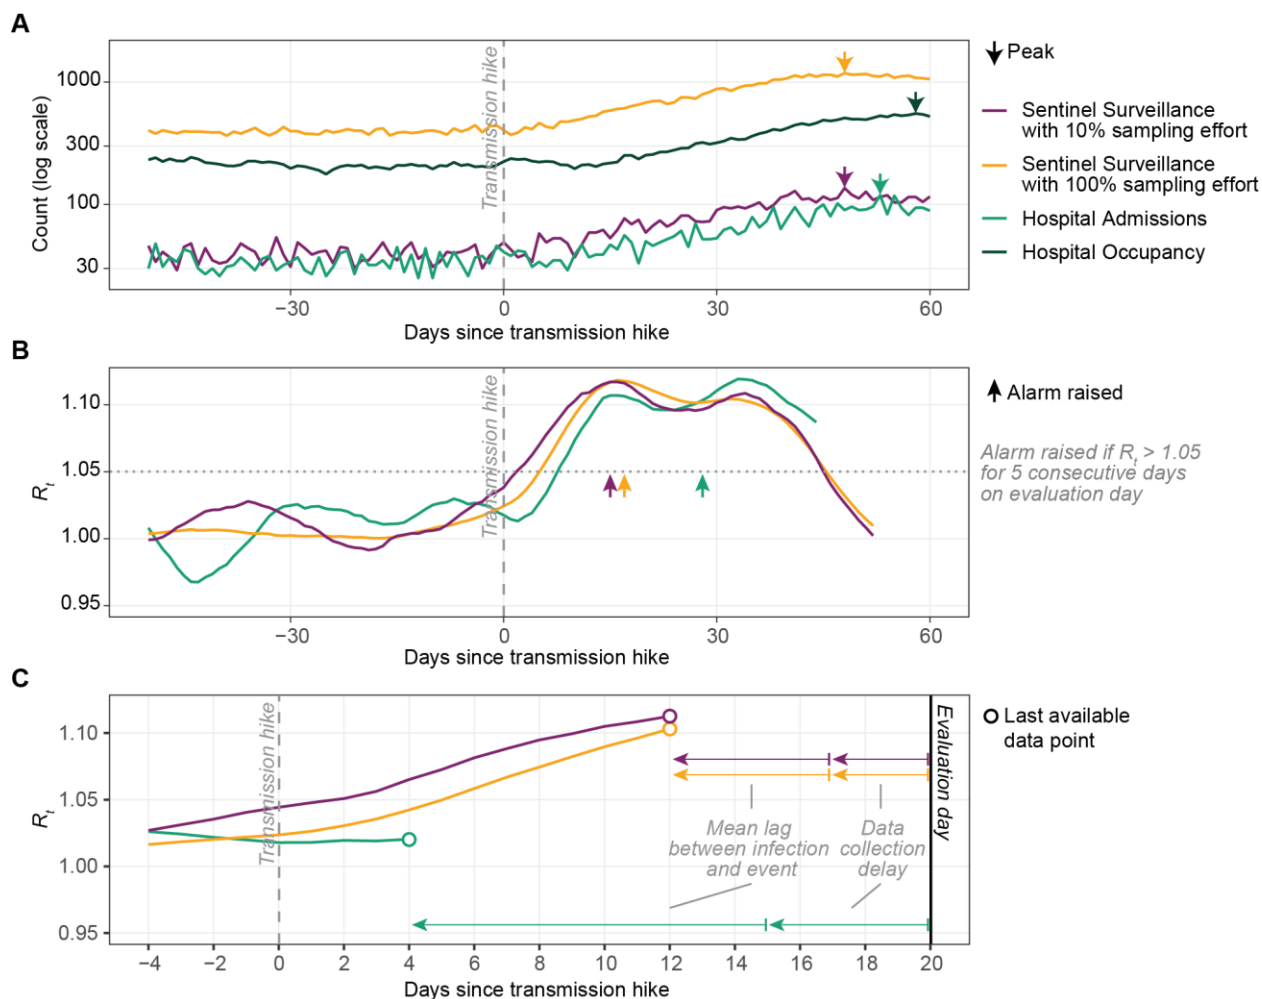 A
Count (log scale)
1000
300
100
30
Transmission hike
−30
0
30
60
Days since transmission hike
Peak
Sentinel Surveillance
with 10% sampling effort
Sentinel Surveillance
with 100% sampling effort
Hospital Admissions
Hospital Occupancy
B
Rt
1.10
1.05
1.00
0.95
Transmission hike
−30
0
30
60
Days since transmission hike
Alarm raised
Alarm raised if Rt > 1.05
for 5 consecutive days
on evaluation day
C
Rt
1.10
1.05
1.00
0.95
Transmission hike
Mean lag
between infection
and event
Data
collection
delay
Evaluation day
−4
−2
0
2
4
6
8
10
12
14
16
18
20
Days since transmission hike
Last available
data point